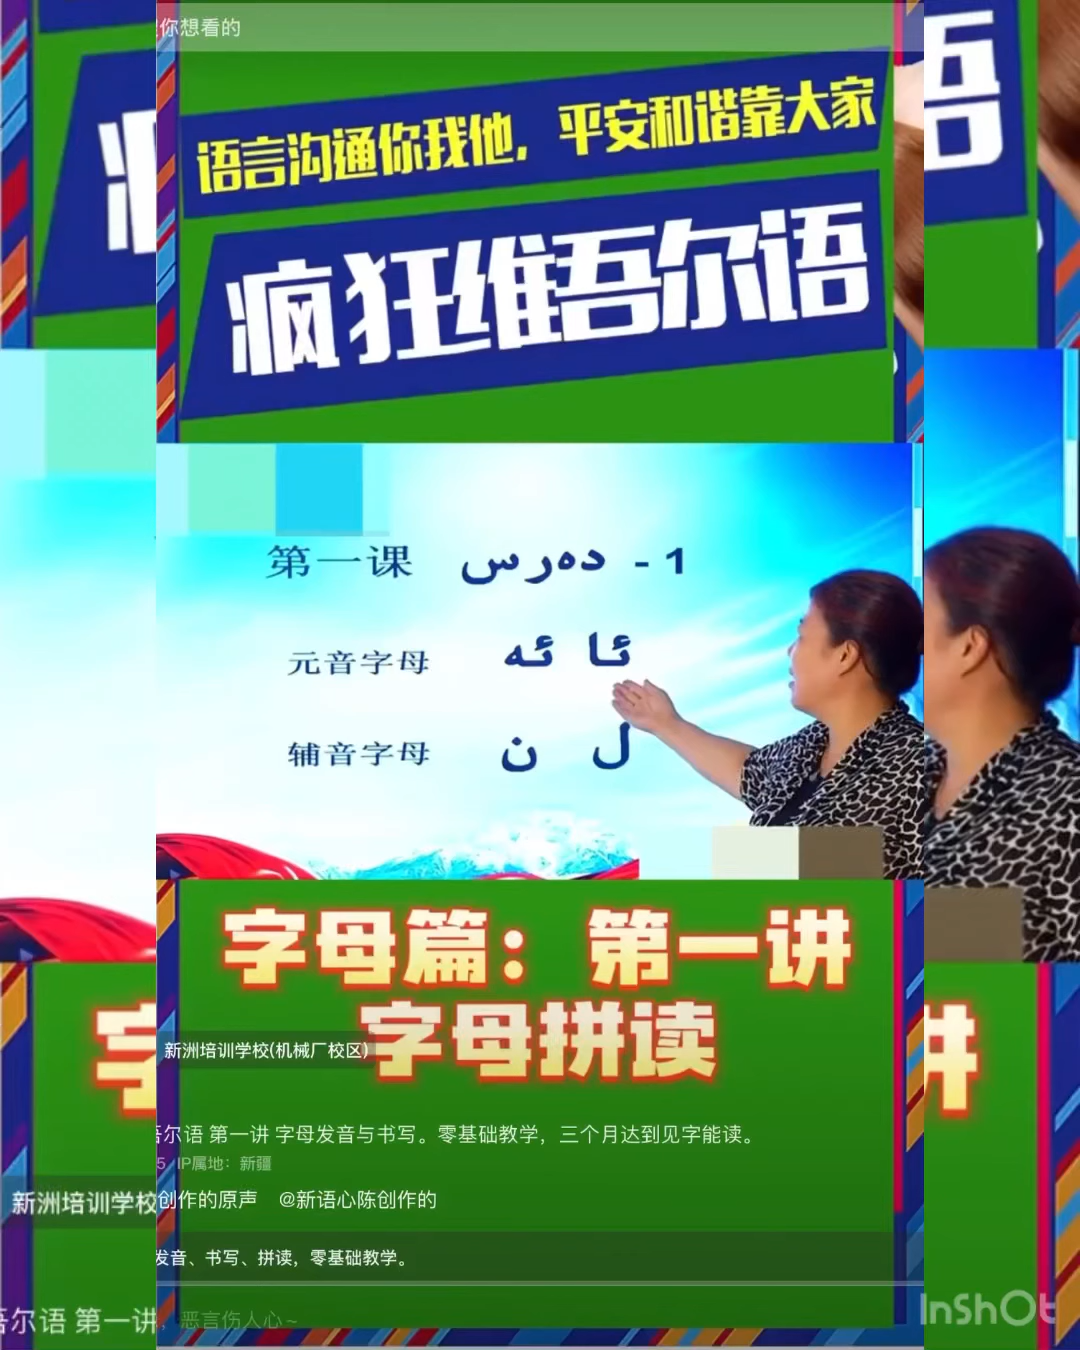 你想看的
语言沟通你我他，平安和谐靠大家
疯狂维吾尔语
第一课 دەرس - 1
元音字母 ئا ئە
辅音字母 ل ن
字母篇：第一讲
字母拼读
新洲培训学校(机械厂校区)
吾尔语 第一讲 字母发音与书写。零基础教学，三个月达到见字能读。
5 IP属地：新疆
创作的原声 @新语心陈创作的
发音、书写、拼读，零基础教学。
，恶言伤人心~
疯
语
讲
新洲培训学校
吾尔语 第一讲
InShOt